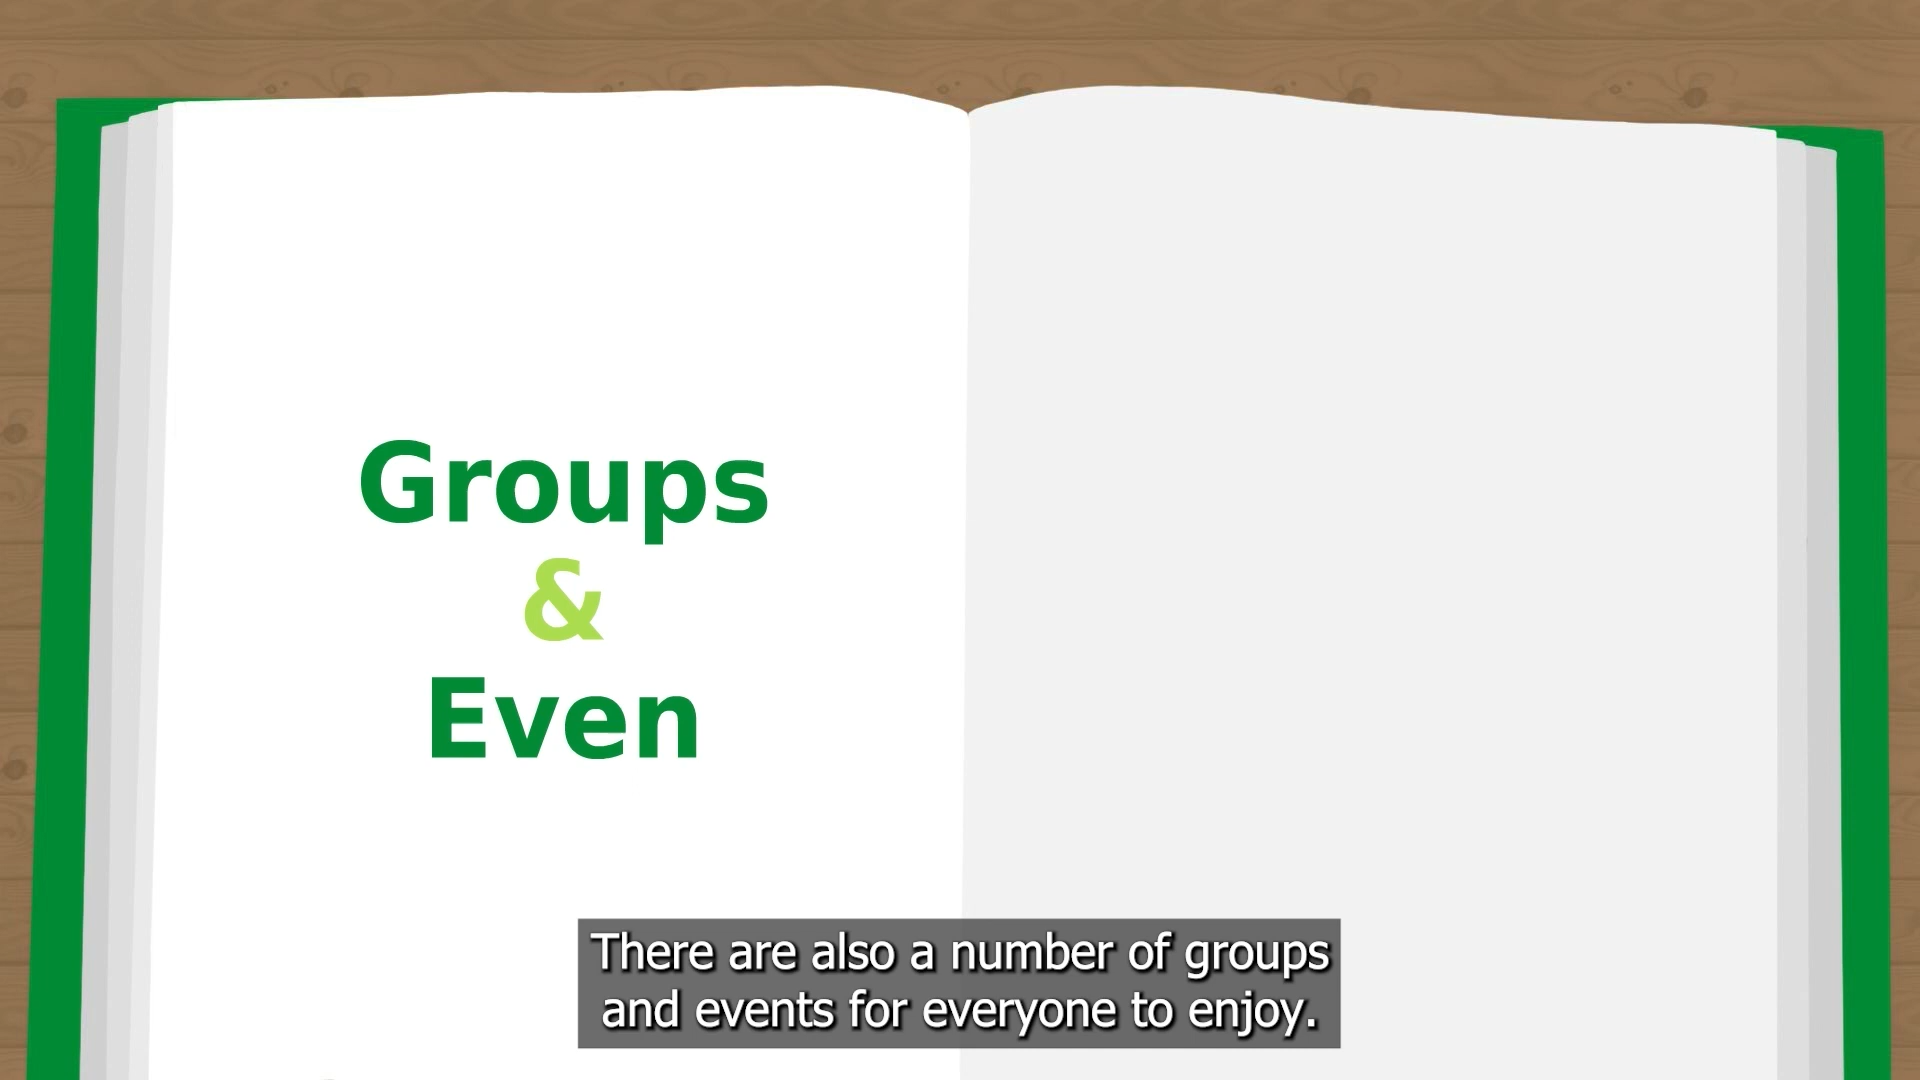 Groups
&
Even
There are also a number of groups
and events for everyone to enjoy.